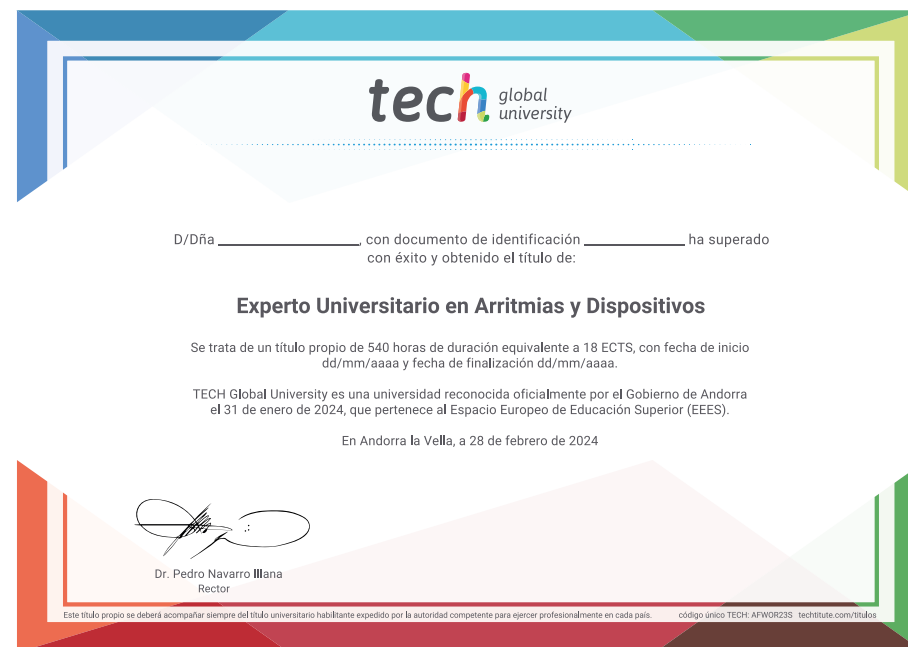 tech global university
D/Dña ____________________, con documento de identificación ______________ ha superado
con éxito y obtenido el título de:
Experto Universitario en Arritmias y Dispositivos
Se trata de un título propio de 540 horas de duración equivalente a 18 ECTS, con fecha de inicio
dd/mm/aaaa y fecha de finalización dd/mm/aaaa.
TECH Global University es una universidad reconocida oficialmente por el Gobierno de Andorra
el 31 de enero de 2024, que pertenece al Espacio Europeo de Educación Superior (EEES).
En Andorra la Vella, a 28 de febrero de 2024
Dr. Pedro Navarro Illana
Rector
Este título propio se deberá acompañar siempre del título universitario habilitante expedido por la autoridad competente para ejercer profesionalmente en cada país. código único TECH: AFWOR23S techtitute.com/titulos